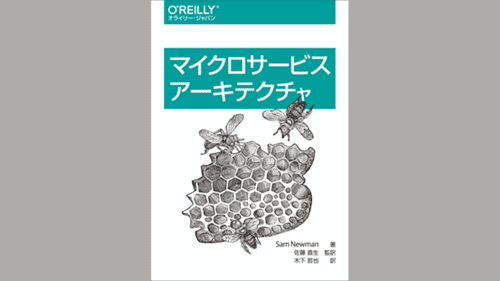 O'REILLY®
オライリー・ジャパン
マイクロサービス
アーキテクチャ
Sam Newman 著
佐藤 直生 監訳
木下 哲也 訳